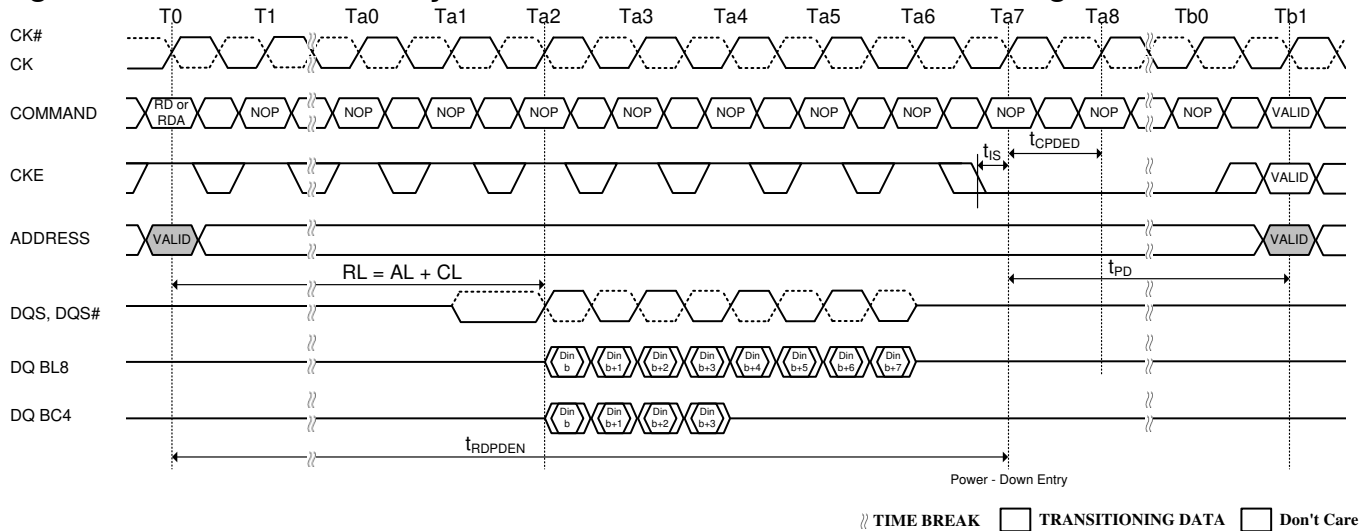 T0 T1 Ta0 Ta1 Ta2 Ta3 Ta4 Ta5 Ta6 Ta7 Ta8 Tb0 Tb1
CK#
CK
COMMAND RD or RDA NOP NOP NOP NOP NOP NOP NOP NOP NOP NOP NOP VALID
tIS tCPDED
CKE VALID
ADDRESS VALID VALID
RL = AL + CL tPD
DQS, DQS#
DQ BL8 Din b Din b+1 Din b+2 Din b+3 Din b+4 Din b+5 Din b+6 Din b+7
DQ BC4 Din b Din b+1 Din b+2 Din b+3
tRDPDEN
Power - Down Entry
TIME BREAK TRANSITIONING DATA Don't Care